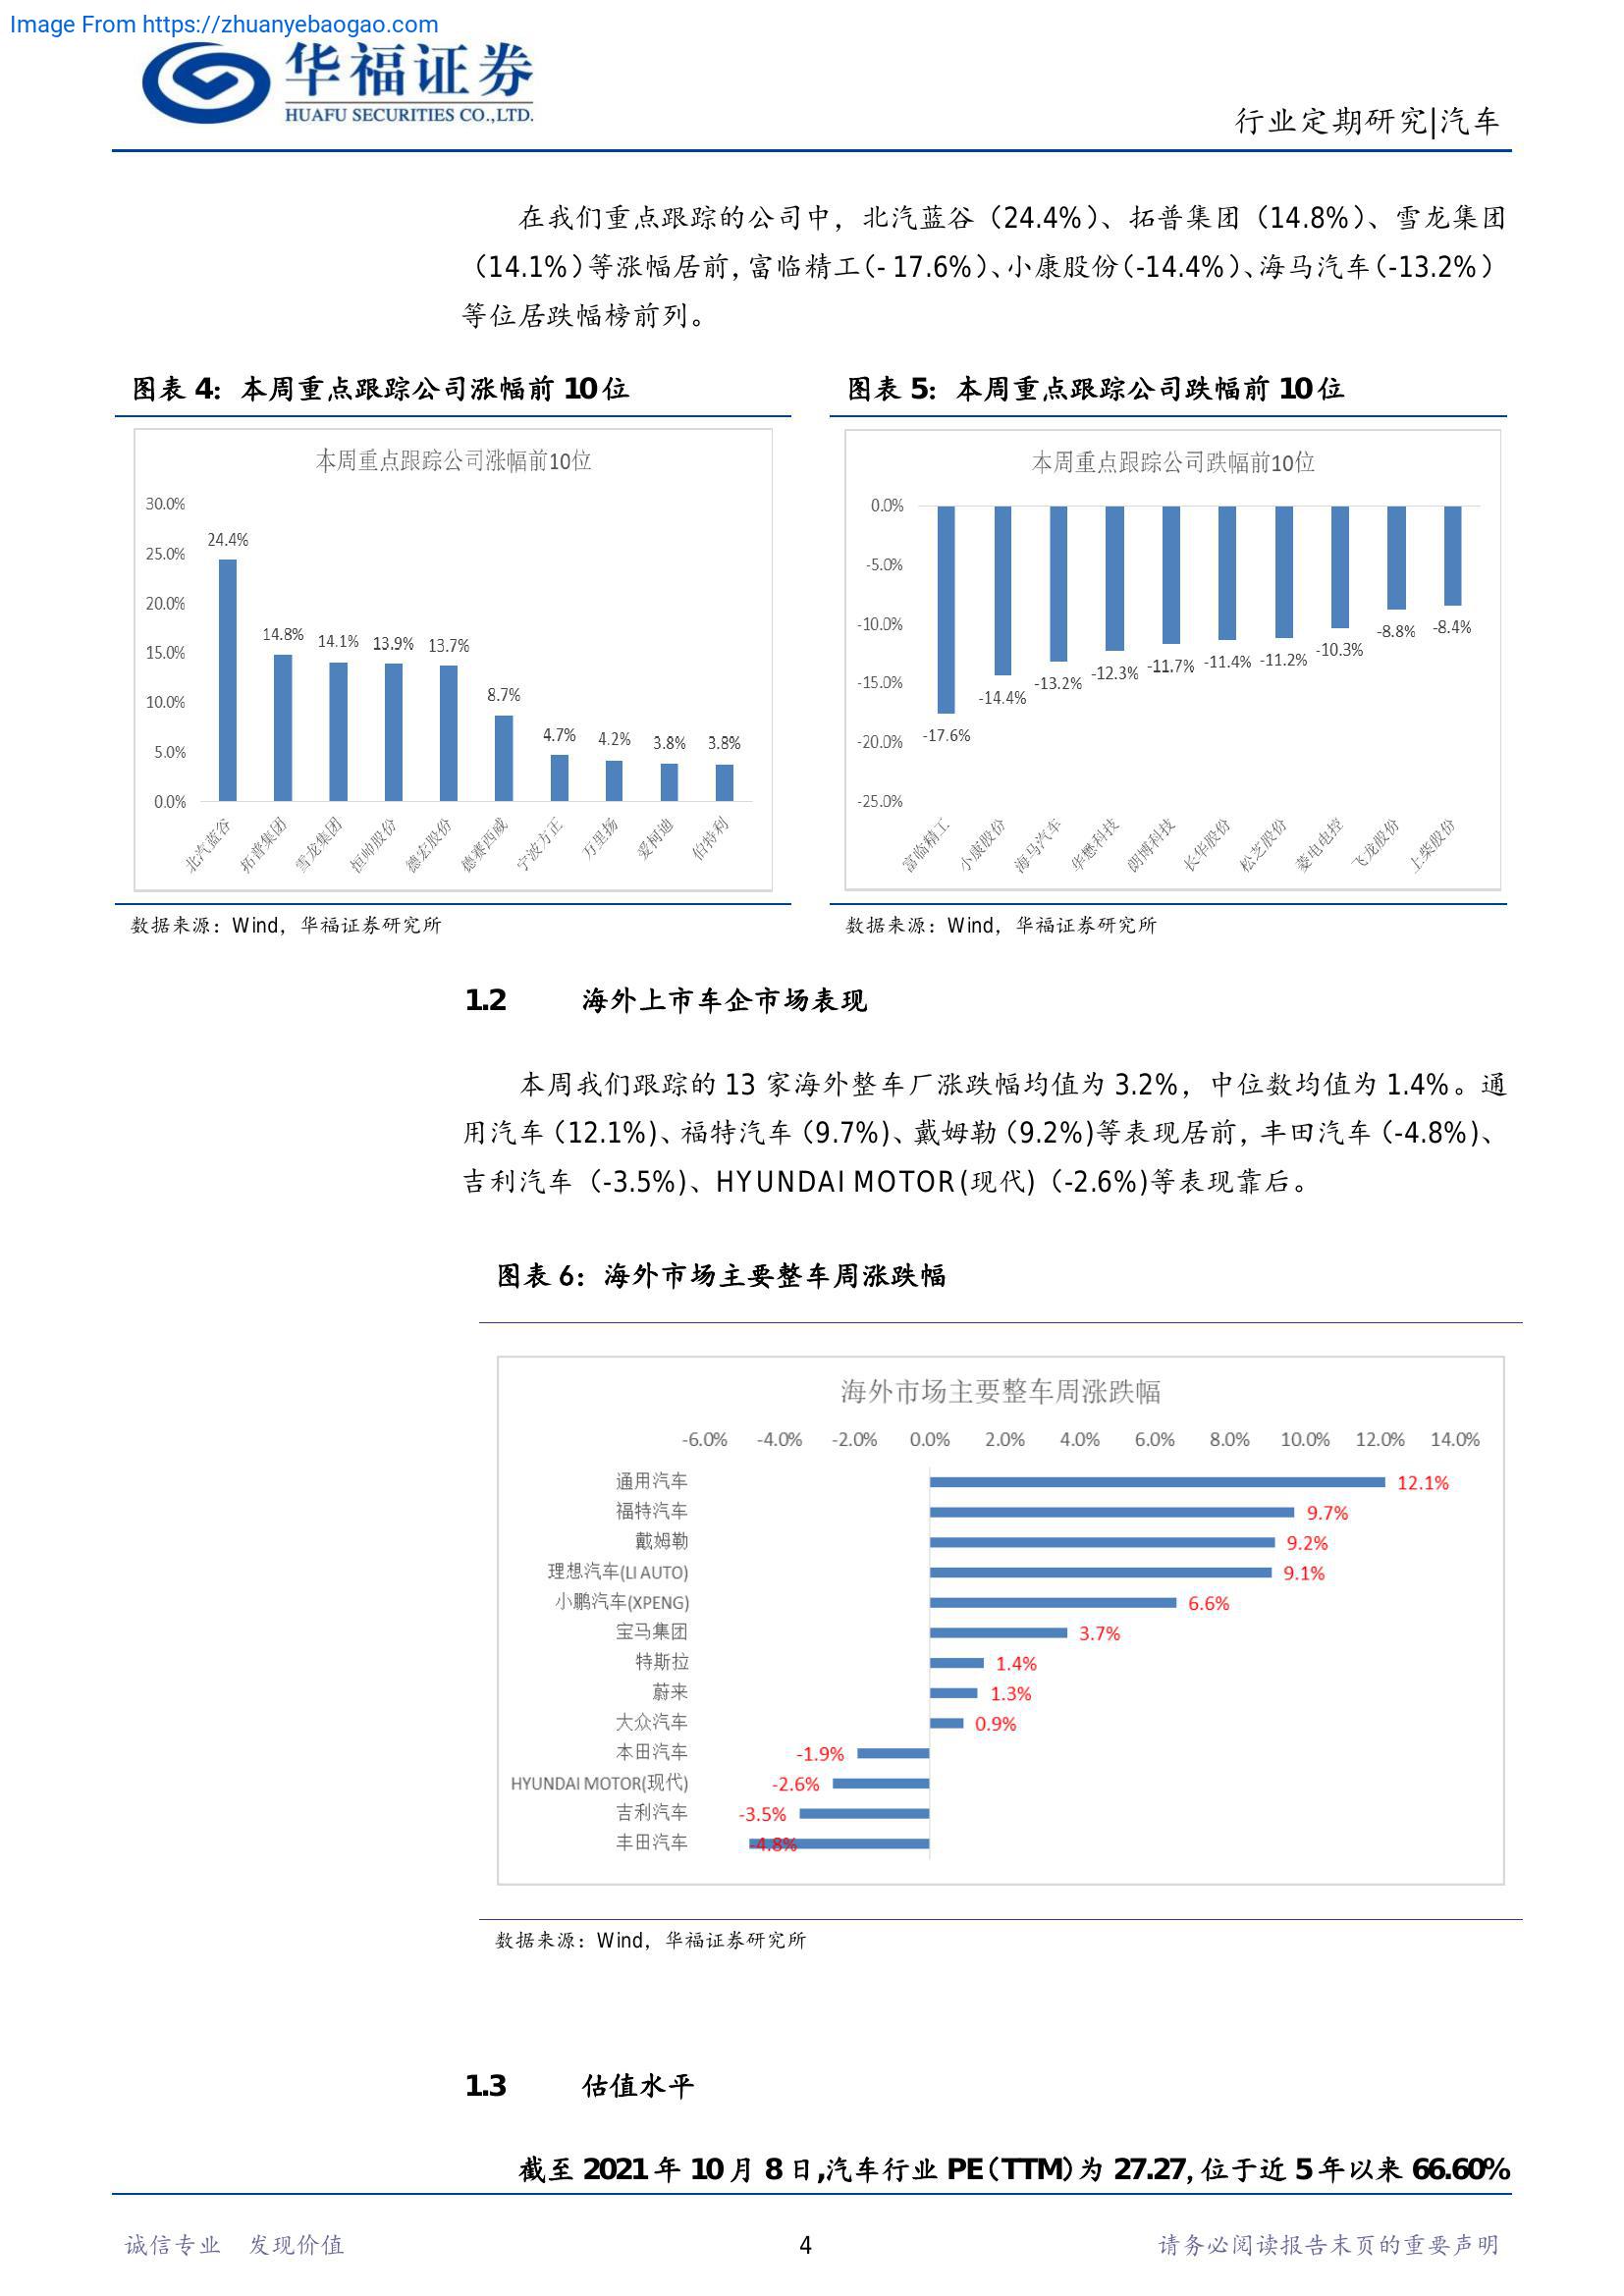 Image From https://zhuanyebaogao.com
华福证券
HUAFU SECURITIES CO.,LTD.
行业定期研究|汽车
在我们重点跟踪的公司中，北汽蓝谷（24.4%）、拓普集团（14.8%）、雪龙集团
（14.1%）等涨幅居前，富临精工（- 17.6%）、小康股份（-14.4%）、海马汽车（-13.2%）
等位居跌幅榜前列。
图表 4：本周重点跟踪公司涨幅前 10 位
本周重点跟踪公司涨幅前10位
30.0%
25.0%
20.0%
15.0%
10.0%
5.0%
0.0%
24.4%
14.8%
14.1%
13.9%
13.7%
8.7%
4.7%
4.2%
3.8%
3.8%
北汽蓝谷
拓普集团
雪龙集团
恒帅股份
德宏股份
德赛西威
宁波方正
万里扬
爱柯迪
伯特利
数据来源：Wind，华福证券研究所
图表 5：本周重点跟踪公司跌幅前 10 位
本周重点跟踪公司跌幅前10位
0.0%
-5.0%
-10.0%
-15.0%
-20.0%
-25.0%
-17.6%
-14.4%
-13.2%
-12.3%
-11.7%
-11.4%
-11.2%
-10.3%
-8.8%
-8.4%
富临精工
小康股份
海马汽车
华懋科技
朗博科技
长华股份
松芝股份
菱电电控
飞龙股份
上柴股份
数据来源：Wind，华福证券研究所
1.2 海外上市车企市场表现
本周我们跟踪的 13 家海外整车厂涨跌幅均值为 3.2%，中位数均值为 1.4%。通
用汽车（12.1%)、福特汽车（9.7%)、戴姆勒（9.2%)等表现居前，丰田汽车（-4.8%)、
吉利汽车（-3.5%)、HYUNDAI MOTOR(现代)（-2.6%)等表现靠后。
图表 6：海外市场主要整车周涨跌幅
海外市场主要整车周涨跌幅
-6.0% -4.0% -2.0% 0.0% 2.0% 4.0% 6.0% 8.0% 10.0% 12.0% 14.0%
通用汽车 12.1%
福特汽车 9.7%
戴姆勒 9.2%
理想汽车(LI AUTO) 9.1%
小鹏汽车(XPENG) 6.6%
宝马集团 3.7%
特斯拉 1.4%
蔚来 1.3%
大众汽车 0.9%
本田汽车 -1.9%
HYUNDAI MOTOR(现代) -2.6%
吉利汽车 -3.5%
丰田汽车 -4.8%
数据来源：Wind，华福证券研究所
1.3 估值水平
截至 2021 年 10 月 8 日,汽车行业 PE（TTM）为 27.27，位于近 5 年以来 66.60%
诚信专业 发现价值
4
请务必阅读报告末页的重要声明